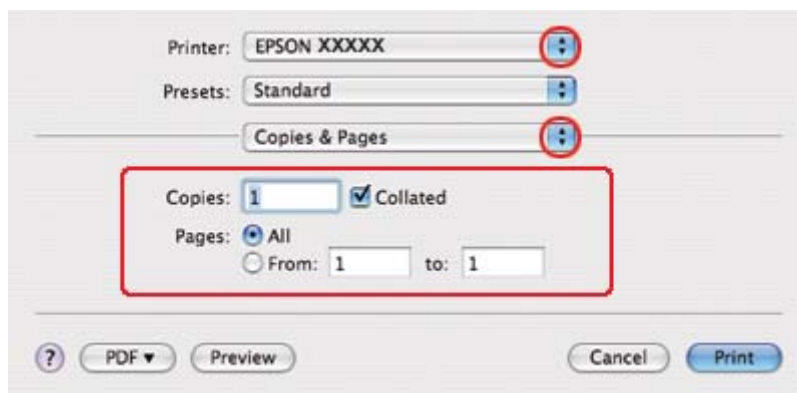 Printer: EPSON XXXXX
Presets: Standard
Copies & Pages
Copies: 1 Collated
Pages: All
From: 1 to: 1
? PDF Preview Cancel Print